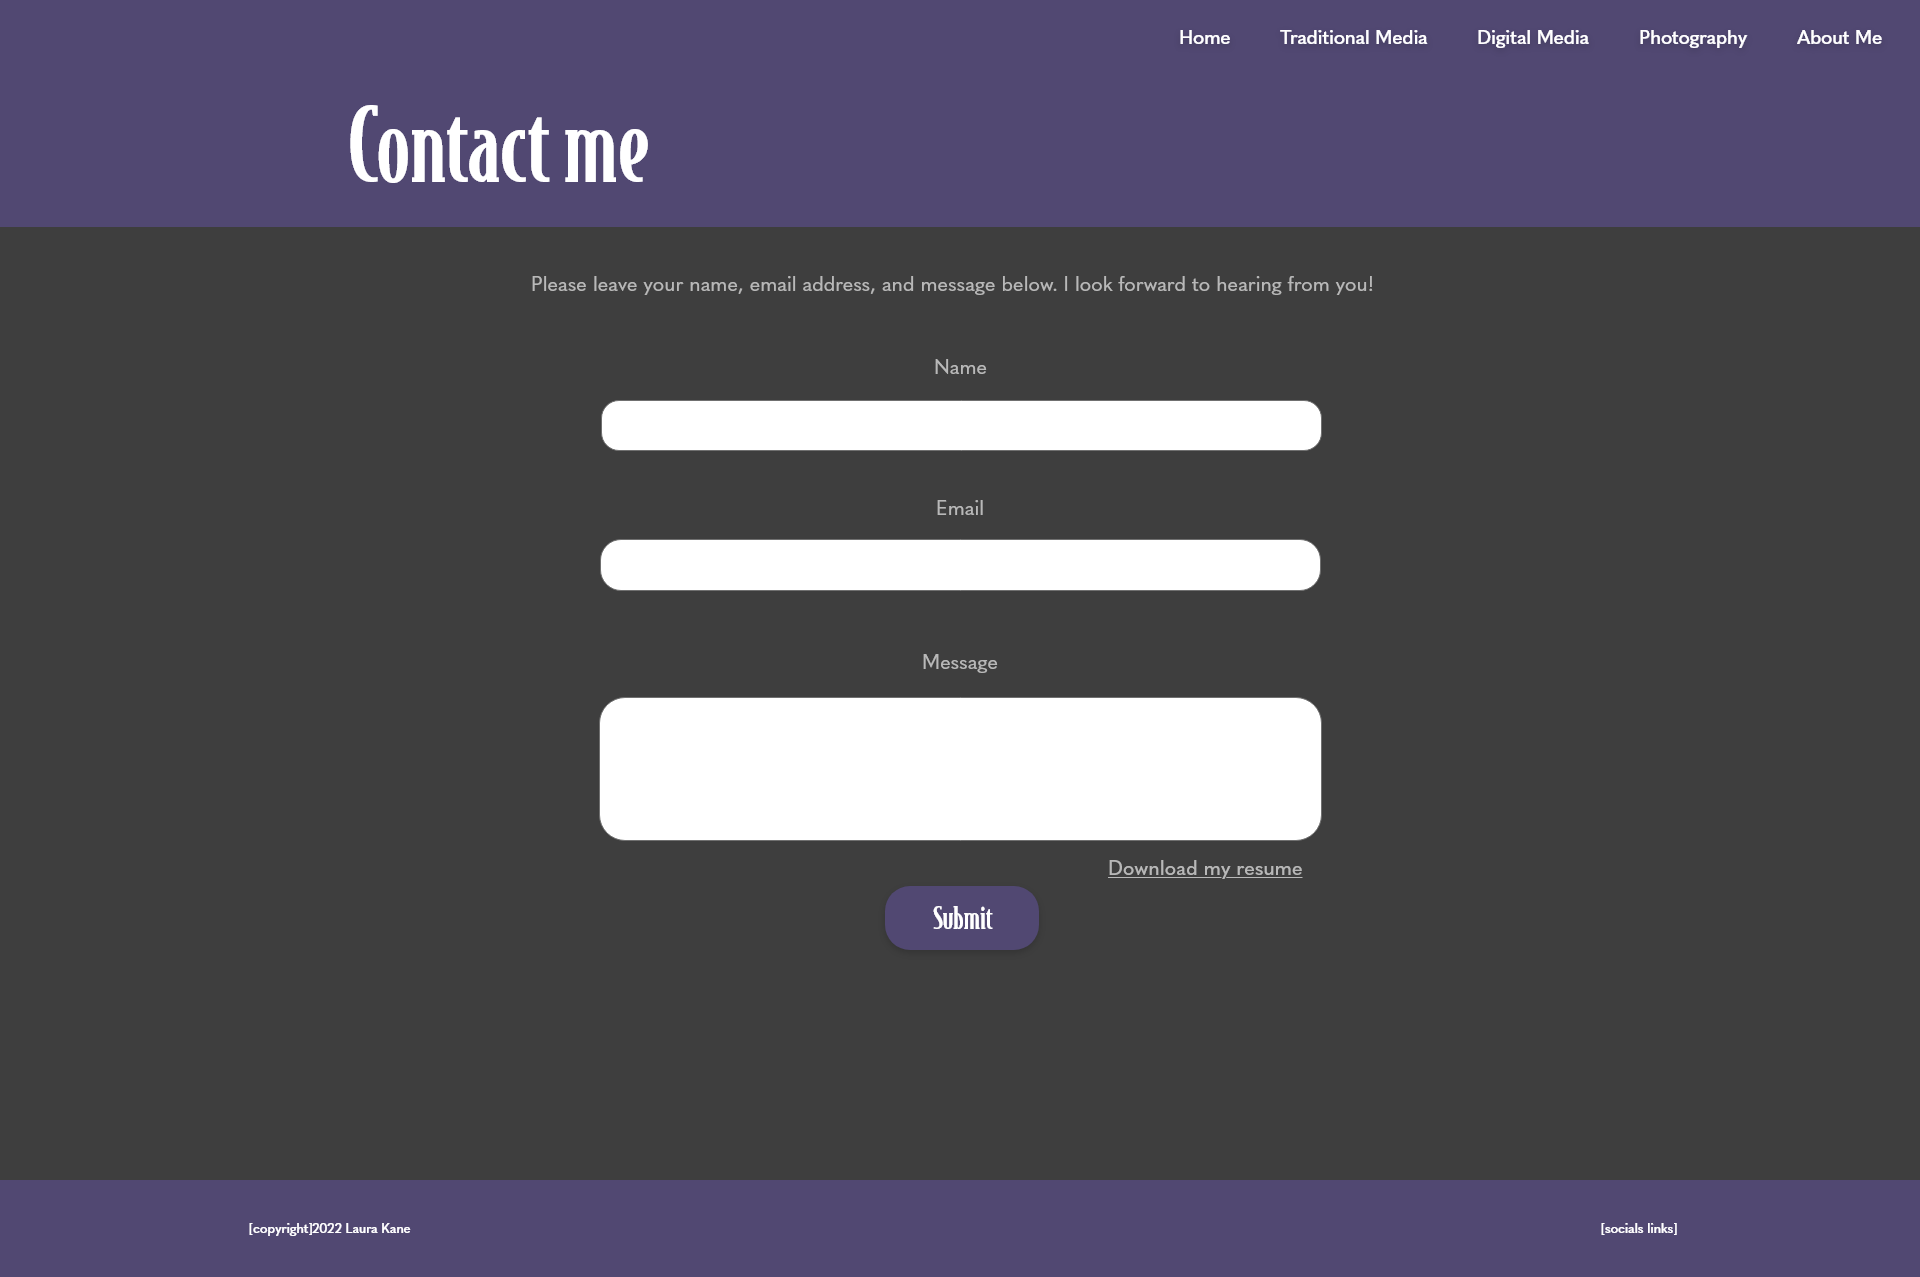 Home Traditional Media Digital Media Photography About Me
Contact me
Please leave your name, email address, and message below. I look forward to hearing from you!
Name
Email
Message
Download my resume
Submit
[copyright]2022 Laura Kane
[socials links]